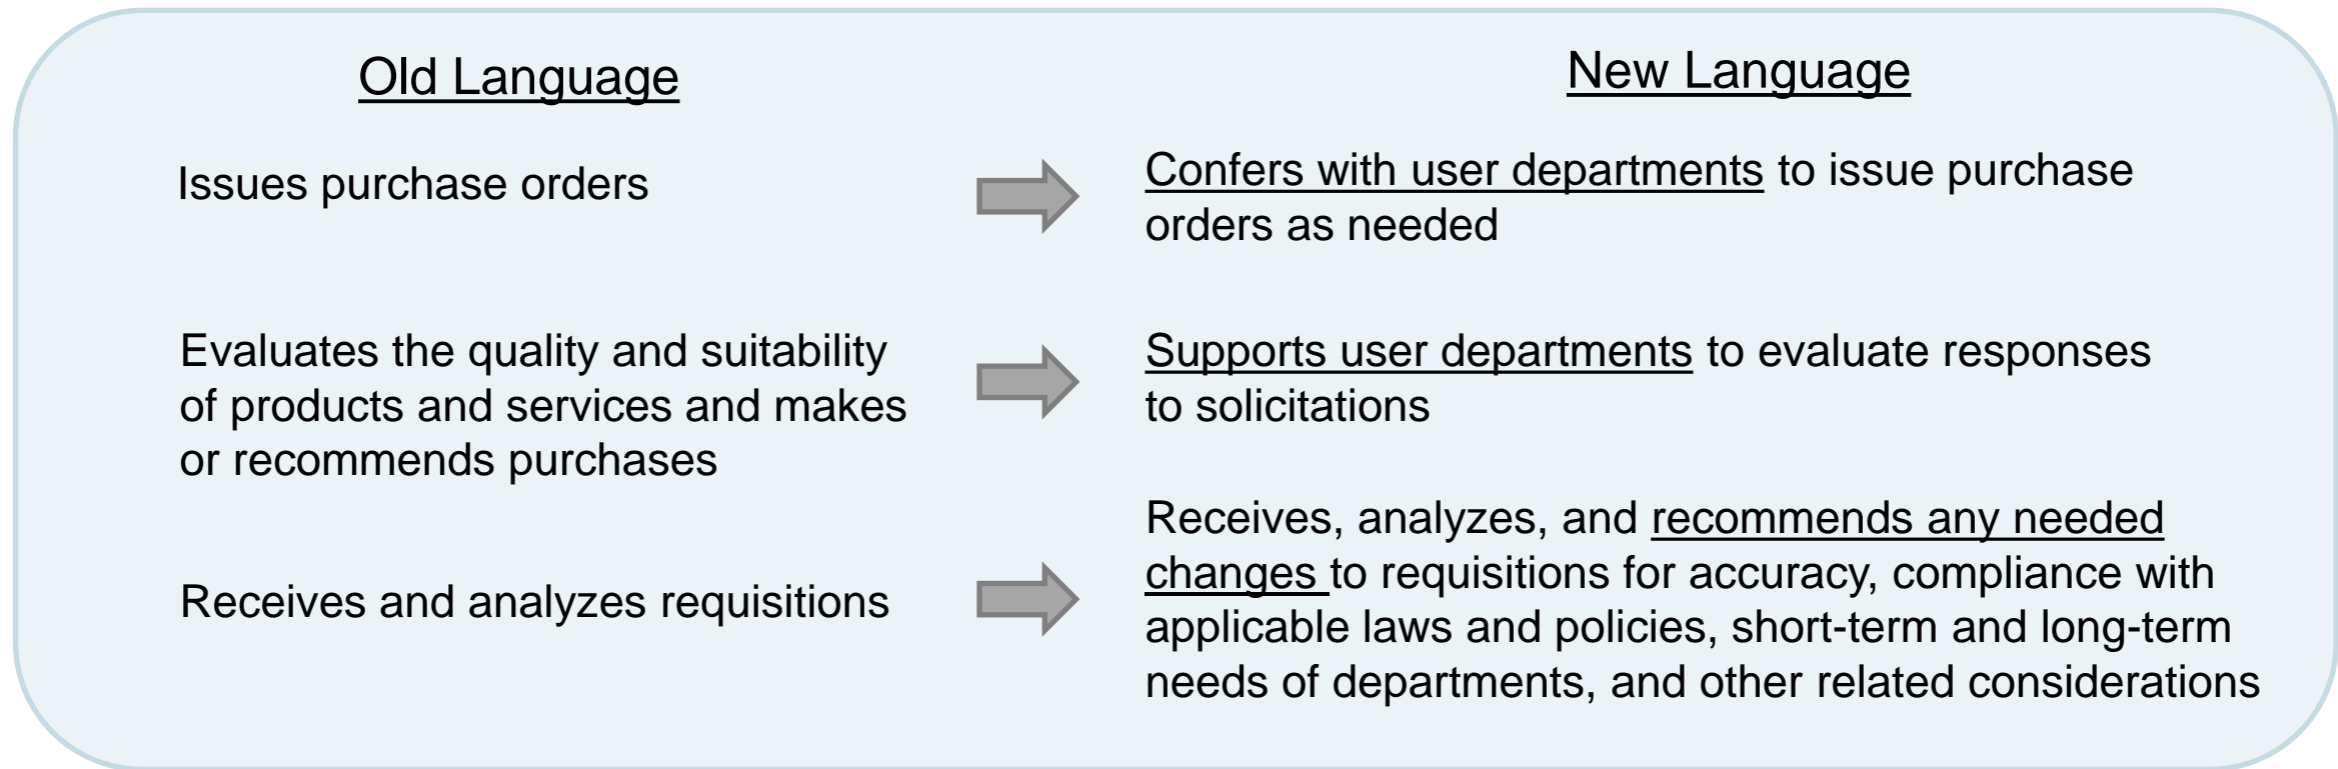 Old Language
New Language
Issues purchase orders
Confers with user departments to issue purchase
orders as needed
Evaluates the quality and suitability
of products and services and makes
or recommends purchases
Supports user departments to evaluate responses
to solicitations
Receives and analyzes requisitions
Receives, analyzes, and recommends any needed
changes to requisitions for accuracy, compliance with
applicable laws and policies, short-term and long-term
needs of departments, and other related considerations